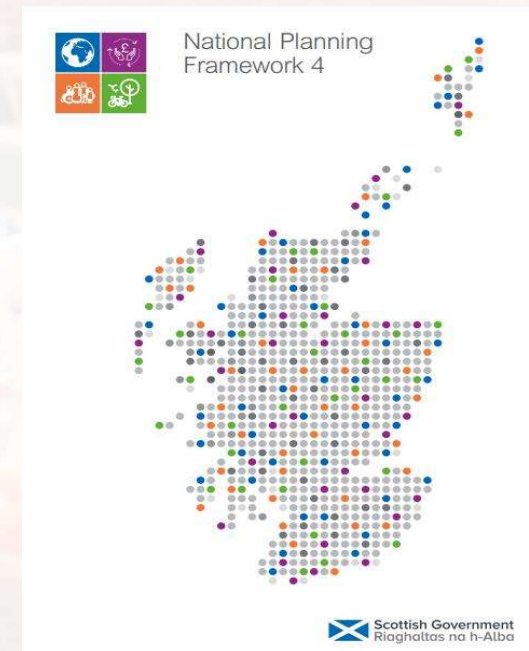 National Planning
Framework 4
Scottish Government
Riaghaltas na h-Alba